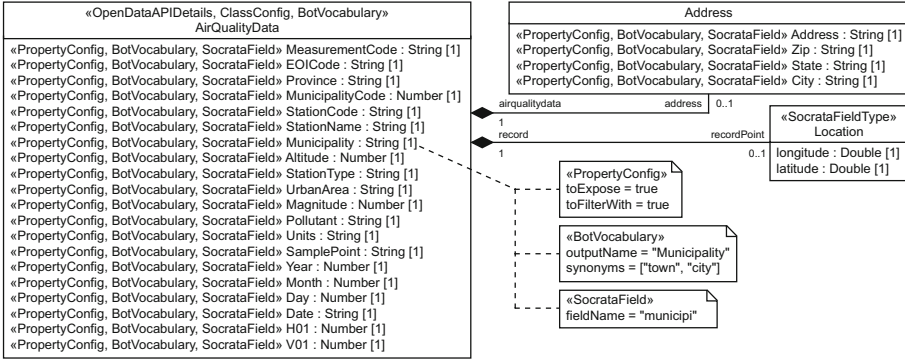 «OpenDataAPIDetails, ClassConfig, BotVocabulary»
AirQualityData
«PropertyConfig, BotVocabulary, SocrataField» MeasurementCode : String [1]
«PropertyConfig, BotVocabulary, SocrataField» EOICode : String [1]
«PropertyConfig, BotVocabulary, SocrataField» Province : String [1]
«PropertyConfig, BotVocabulary, SocrataField» MunicipalityCode : Number [1]
«PropertyConfig, BotVocabulary, SocrataField» StationCode : String [1]
«PropertyConfig, BotVocabulary, SocrataField» StationName : String [1]
«PropertyConfig, BotVocabulary, SocrataField» Municipality : String [1]
«PropertyConfig, BotVocabulary, SocrataField» Altitude : Number [1]
«PropertyConfig, BotVocabulary, SocrataField» StationType : String [1]
«PropertyConfig, BotVocabulary, SocrataField» UrbanArea : String [1]
«PropertyConfig, BotVocabulary, SocrataField» Magnitude : Number [1]
«PropertyConfig, BotVocabulary, SocrataField» Pollutant : String [1]
«PropertyConfig, BotVocabulary, SocrataField» Units : String [1]
«PropertyConfig, BotVocabulary, SocrataField» SamplePoint : String [1]
«PropertyConfig, BotVocabulary, SocrataField» Year : Number [1]
«PropertyConfig, BotVocabulary, SocrataField» Month : Number [1]
«PropertyConfig, BotVocabulary, SocrataField» Day : Number [1]
«PropertyConfig, BotVocabulary, SocrataField» Date : String [1]
«PropertyConfig, BotVocabulary, SocrataField» H01 : Number [1]
«PropertyConfig, BotVocabulary, SocrataField» V01 : Number [1]
Address
«PropertyConfig, BotVocabulary, SocrataField» Address : String [1]
«PropertyConfig, BotVocabulary, SocrataField» Zip : String [1]
«PropertyConfig, BotVocabulary, SocrataField» State : String [1]
«PropertyConfig, BotVocabulary, SocrataField» City : String [1]
airqualitydata address 0..1
1
record recordPoint
1 0..1
«SocrataFieldType»
Location
longitude : Double [1]
latitude : Double [1]
«PropertyConfig»
toExpose = true
toFilterWith = true
«BotVocabulary»
outputName = "Municipality"
synonyms = ["town", "city"]
«SocrataField»
fieldName = "municipi"